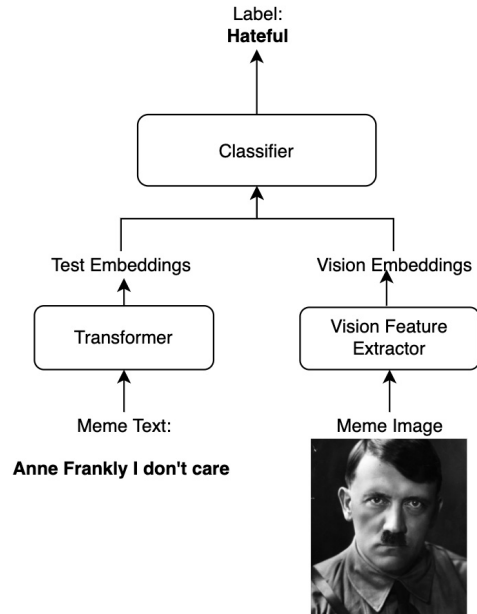 Label:
Hateful
Classifier
Test Embeddings
Vision Embeddings
Transformer
Vision Feature
Extractor
Meme Text:
Meme Image
Anne Frankly I don't care